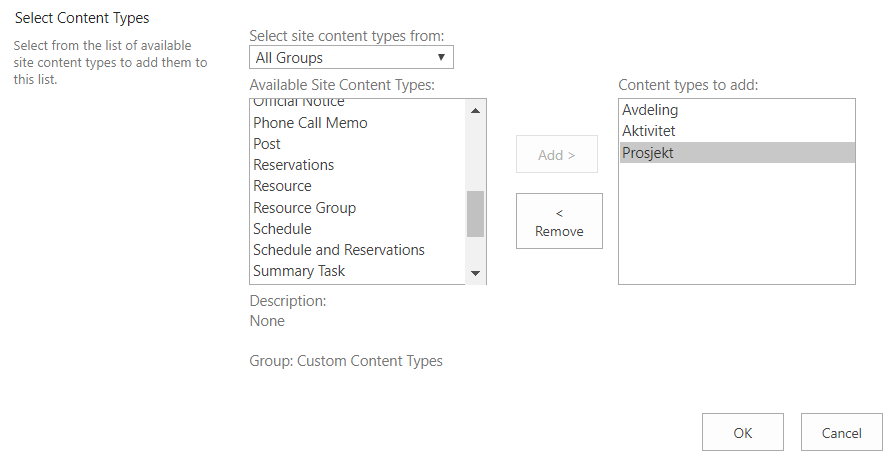 Select Content Types
Select from the list of available
site content types to add them to
this list.
Select site content types from:
All Groups
Available Site Content Types:
Official Notice
Phone Call Memo
Post
Reservations
Resource
Resource Group
Schedule
Schedule and Reservations
Summary Task
Add >
<
Remove
Content types to add:
Avdeling
Aktivitet
Prosjekt
Description:
None
Group: Custom Content Types
OK
Cancel